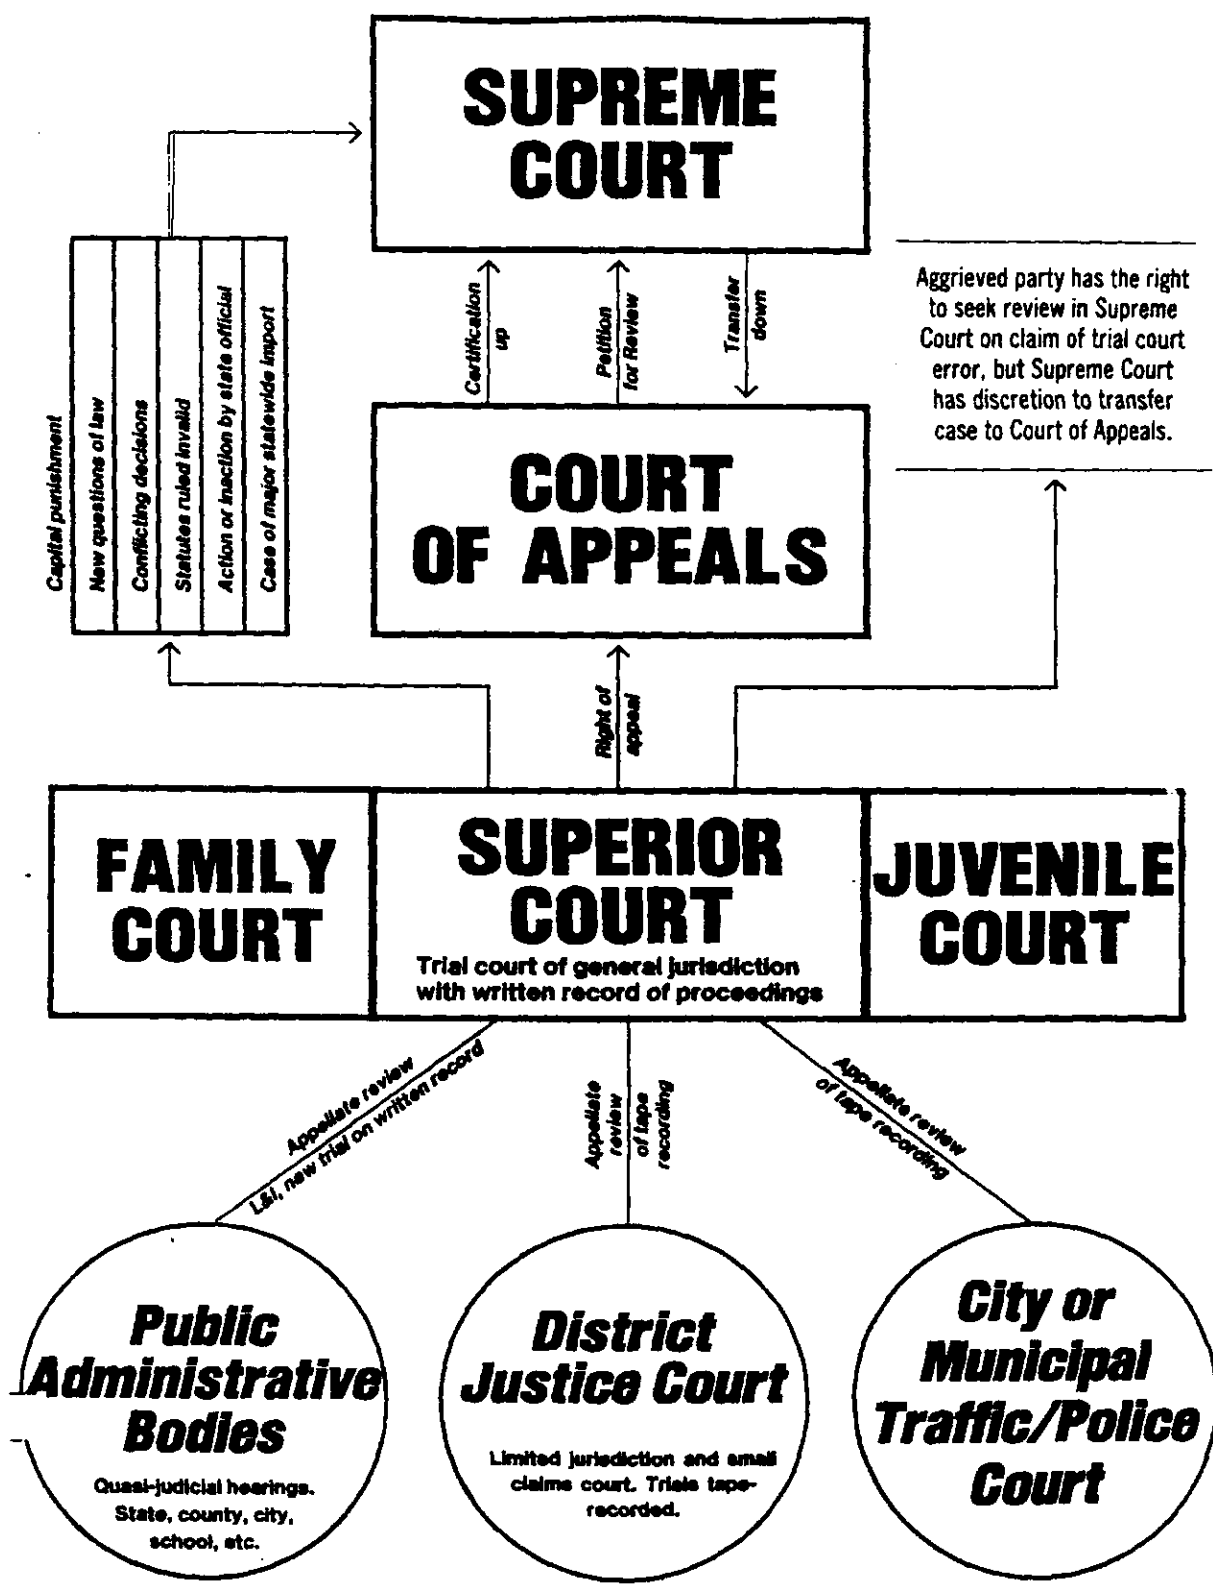 SUPREME
COURT
Certification
up
Petition
for Review
Transfer
down
Aggrieved party has the right
to seek review in Supreme
Court on claim of trial court
error, but Supreme Court
has discretion to transfer
case to Court of Appeals.
Capital punishment
New questions of law
Conflicting decisions
Statutes ruled invalid
Action or inaction by state official
Case of major statewide import
COURT
OF APPEALS
Right of
appeal
FAMILY
COURT
SUPERIOR
COURT
Trial court of general jurisdiction
with written record of proceedings
JUVENILE
COURT
Appellate review
L&I, new trial on written record
Appellate
review
of tape
recording
Appellate review
of tape recording
Public
Administrative
Bodies
Quasi-judicial hearings.
State, county, city,
school, etc.
District
Justice Court
Limited jurisdiction and small
claims court. Trials tape-
recorded.
City or
Municipal
Traffic/Police
Court